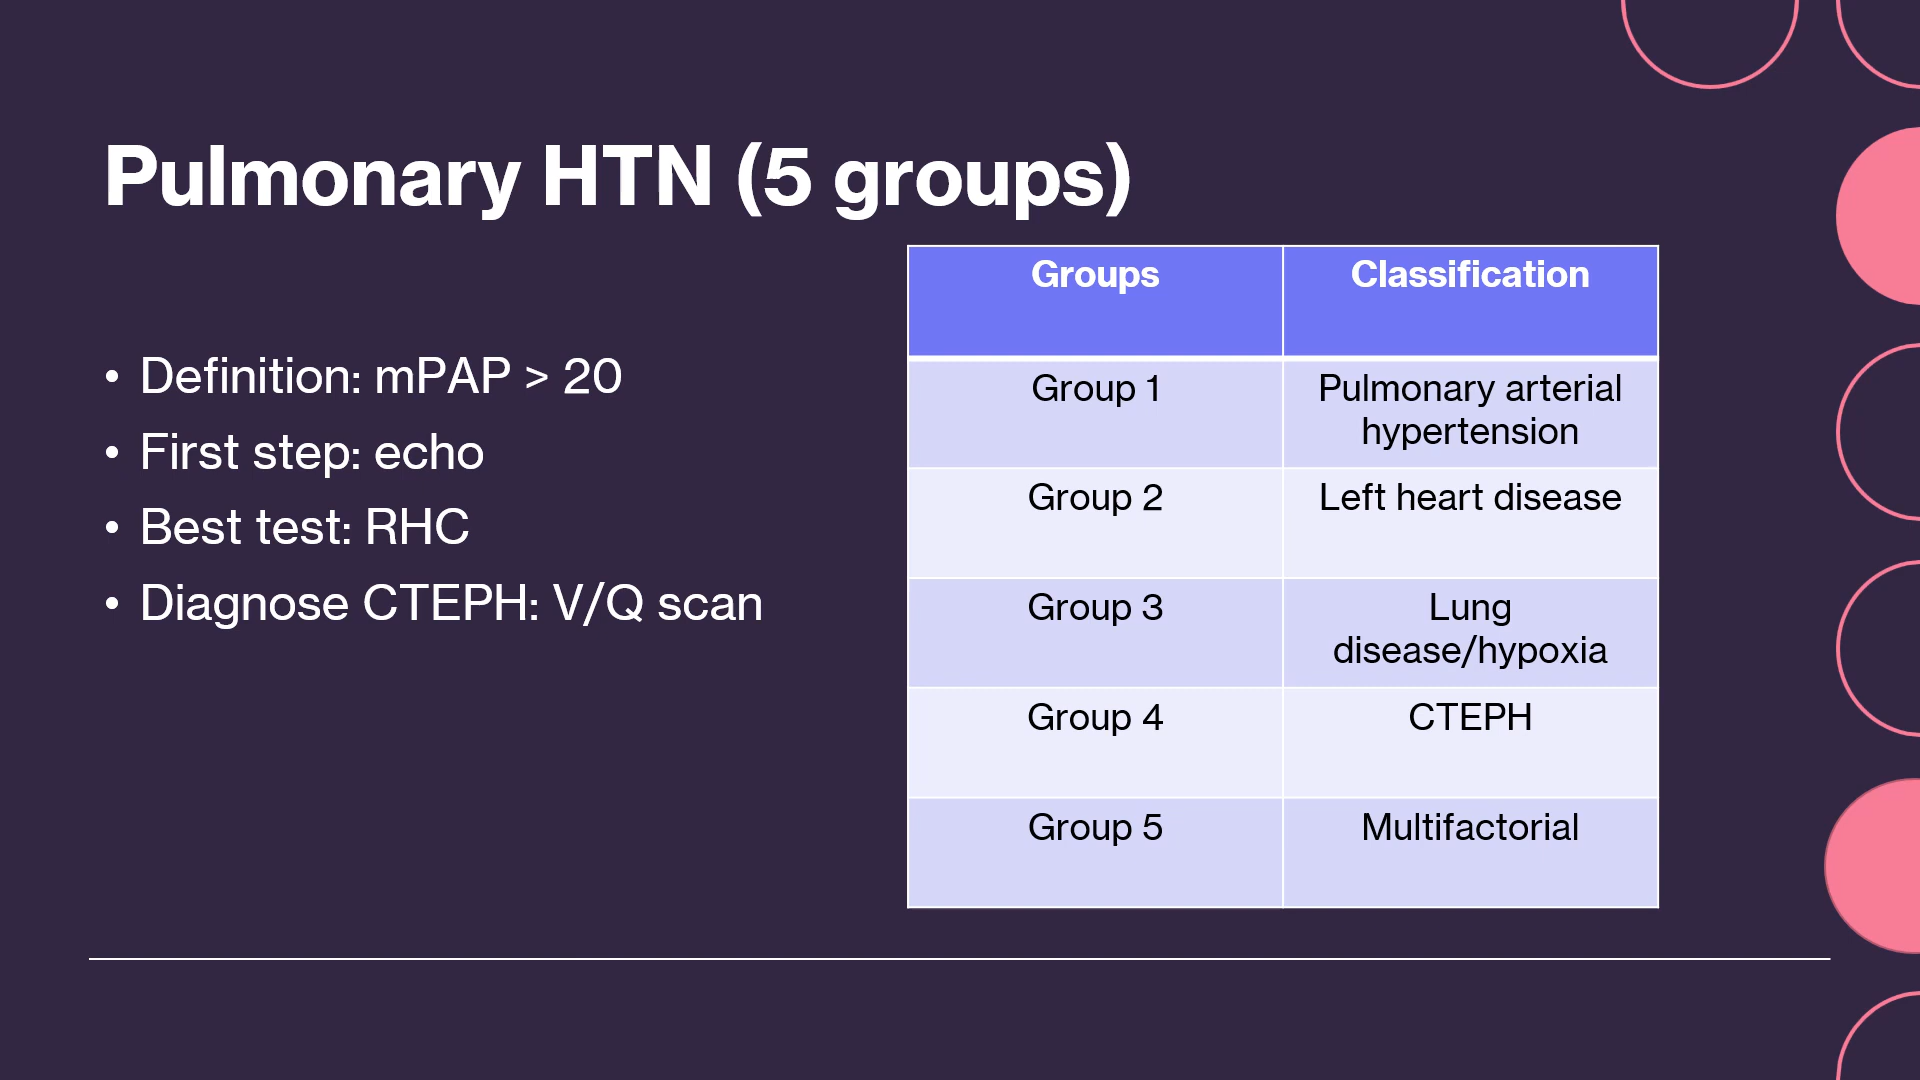 Pulmonary HTN (5 groups)
• Definition: mPAP > 20
• First step: echo
• Best test: RHC
• Diagnose CTEPH: V/Q scan
Groups Classification
Group 1 Pulmonary arterial
hypertension
Group 2 Left heart disease
Group 3 Lung
disease/hypoxia
Group 4 CTEPH
Group 5 Multifactorial